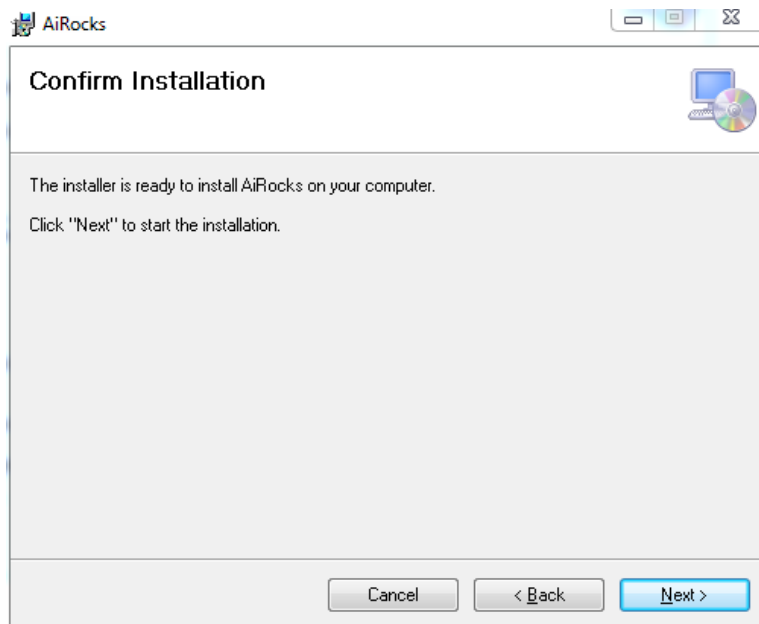 AiRocks
Confirm Installation
The installer is ready to install AiRocks on your computer.
Click "Next" to start the installation.
Cancel
< Back
Next >